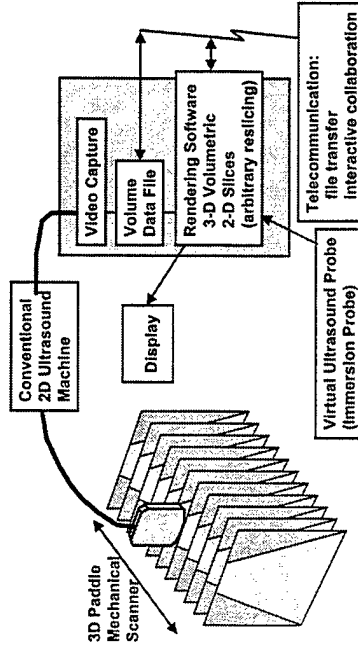 3D Paddle
Mechanical
Scanner
Conventional
2D Ultrasound
Machine
Display
Video Capture
Volume
Data File
Rendering Software
3-D Volumetric
2-D Slices
(arbitrary reslicing)
Virtual Ultrasound Probe
(Immersion Probe)
Telecommunication:
file transfer
interactive collaboration